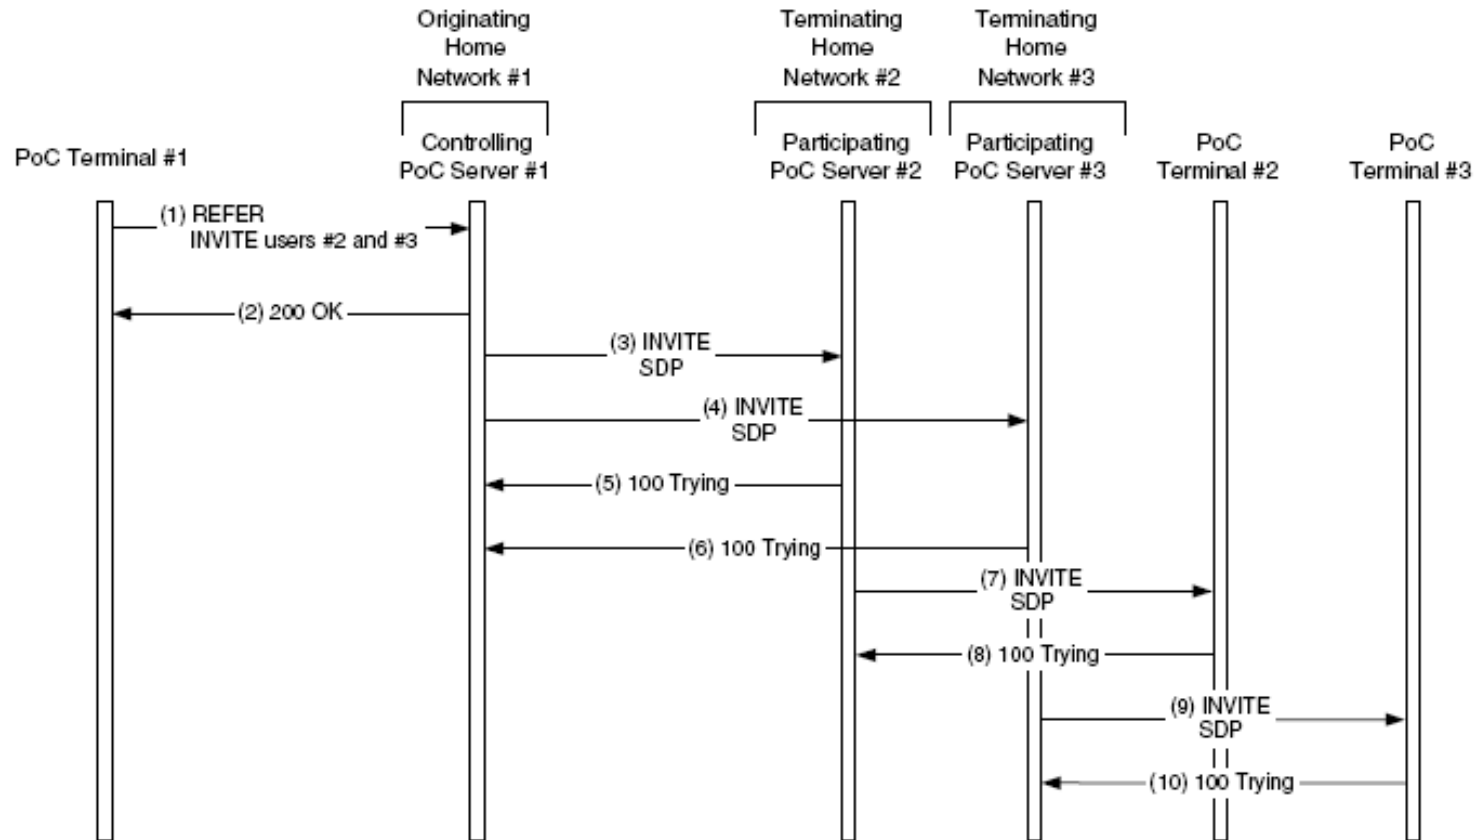 Originating
Home
Network #1
Terminating
Home
Network #2
Terminating
Home
Network #3
PoC Terminal #1
Controlling
PoC Server #1
Participating
PoC Server #2
Participating
PoC Server #3
PoC
Terminal #2
PoC
Terminal #3
(1) REFER
INVITE users #2 and #3
(2) 200 OK
(3) INVITE
SDP
(4) INVITE
SDP
(5) 100 Trying
(6) 100 Trying
(7) INVITE
SDP
(8) 100 Trying
(9) INVITE
SDP
(10) 100 Trying